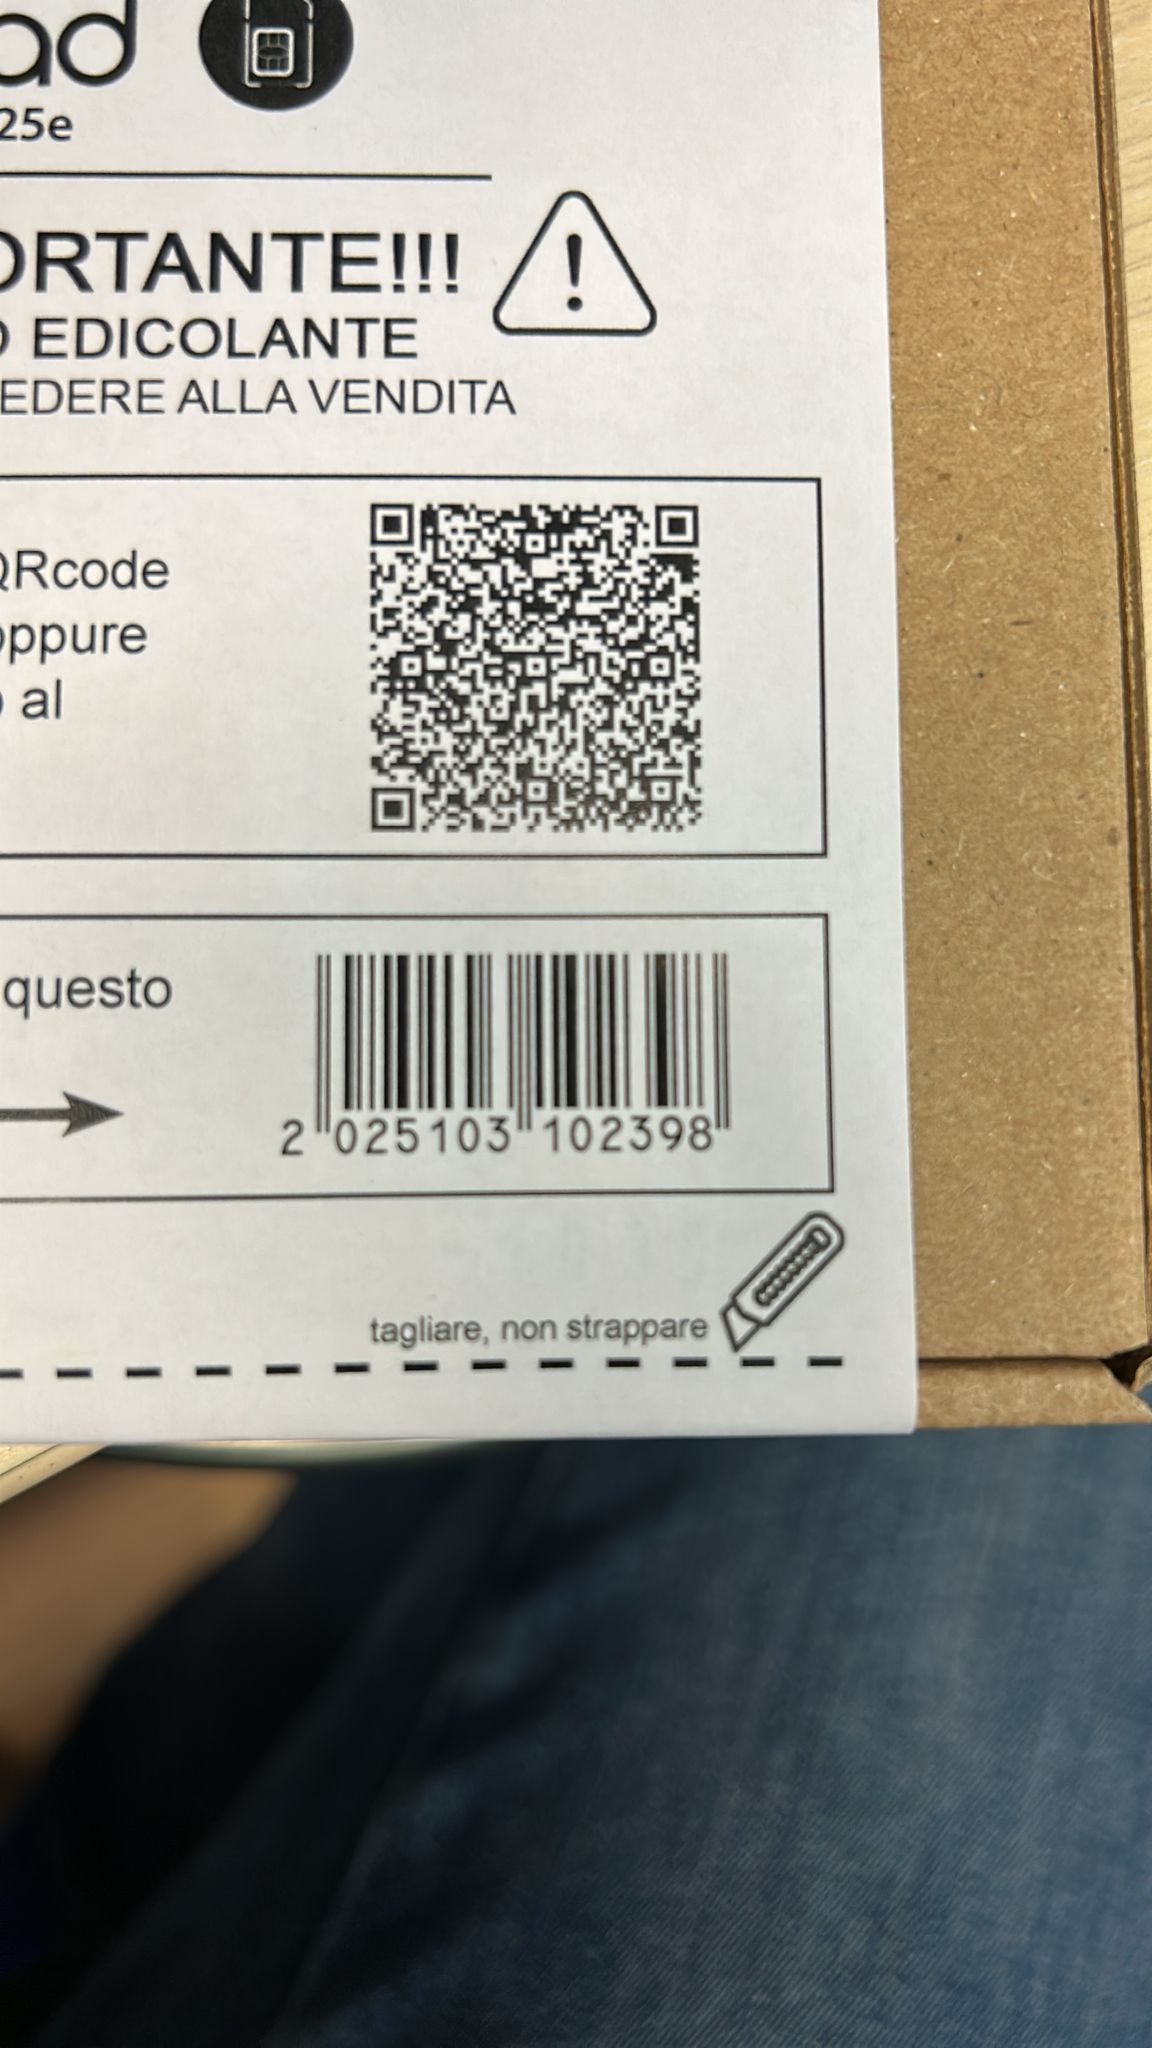 ad
25e
ORTANTE!!!
O EDICOLANTE
EDERE ALLA VENDITA
QRcode
oppure
o al
questo
2 025103 102398
tagliare, non strappare